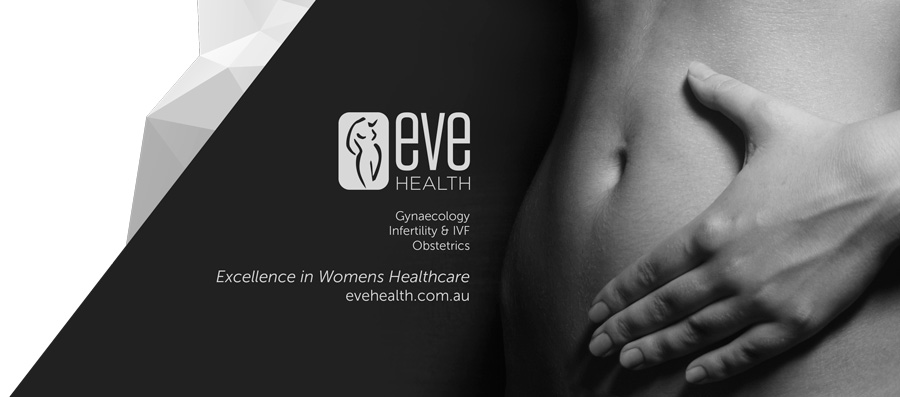 eve
HEALTH
Gynaecology
Infertility & IVF
Obstetrics
Excellence in Womens Healthcare
evehealth.com.au